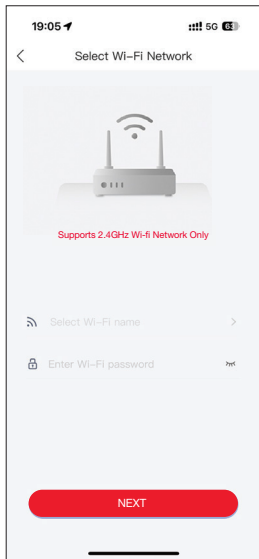 19:05 5G 63
Select Wi-Fi Network
Supports 2.4GHz Wi-fi Network Only
Select Wi-Fi name
Enter Wi-Fi password
NEXT